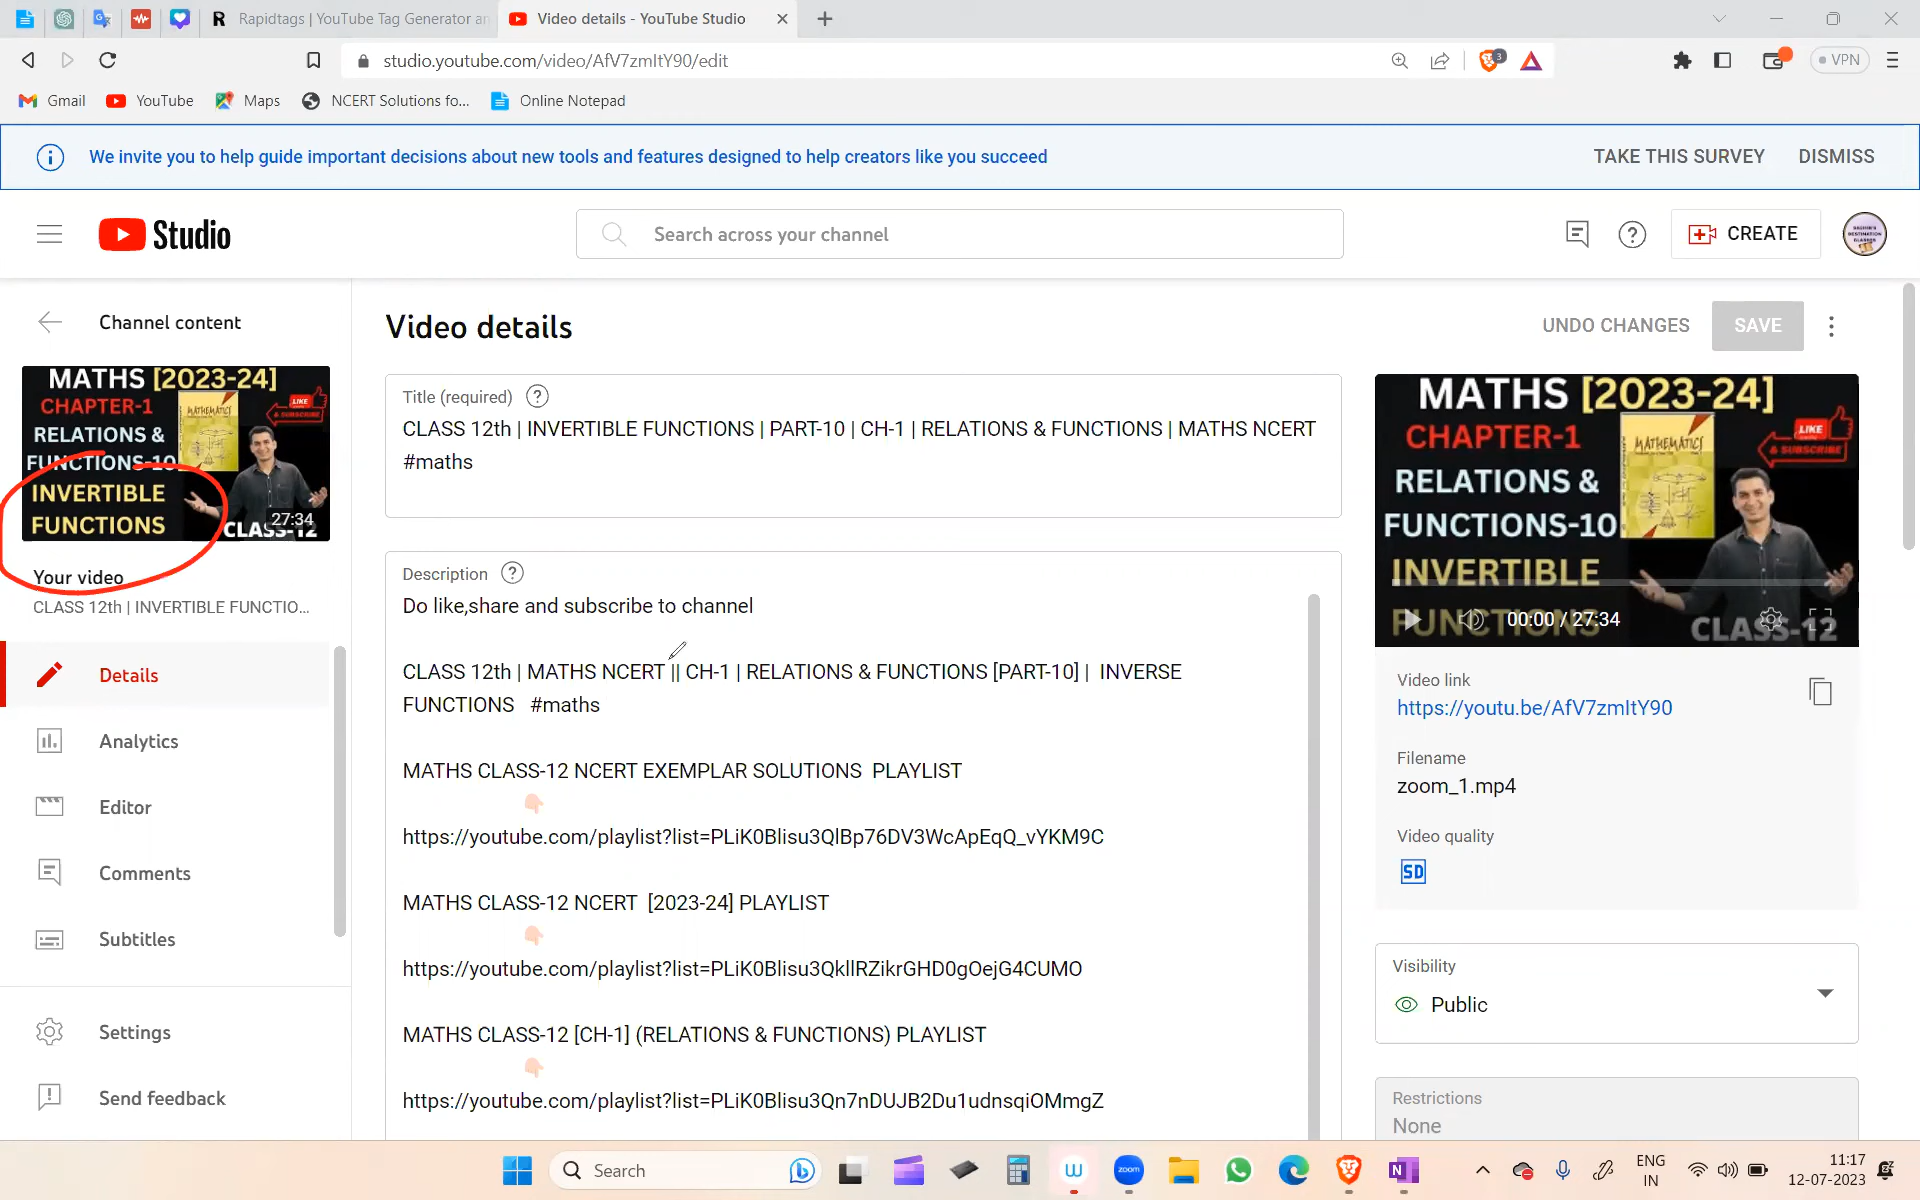 Rapidtags | YouTube Tag Generator an
Video details - YouTube Studio
studio.youtube.com/video/AfV7zmItY90/edit
3
VPN
Gmail
YouTube
Maps
NCERT Solutions fo...
Online Notepad
We invite you to help guide important decisions about new tools and features designed to help creators like you succeed
TAKE THIS SURVEY
DISMISS
Studio
Search across your channel
CREATE
Channel content
MATHS [2023-24]
CHAPTER-1
RELATIONS &
FUNCTIONS-10
INVERTIBLE
FUNCTIONS
MATHEMATICS
LIKE
& SUBSCRIBE
27:34
CLASS-12
Your video
CLASS 12th | INVERTIBLE FUNCTIO...
Details
Analytics
Editor
Comments
Subtitles
Settings
Send feedback
Video details
UNDO CHANGES
SAVE
Title (required)
CLASS 12th | INVERTIBLE FUNCTIONS | PART-10 | CH-1 | RELATIONS & FUNCTIONS | MATHS NCERT
#maths
Description
Do like,share and subscribe to channel
CLASS 12th | MATHS NCERT || CH-1 | RELATIONS & FUNCTIONS [PART-10] |  INVERSE
FUNCTIONS   #maths
MATHS CLASS-12 NCERT EXEMPLAR SOLUTIONS  PLAYLIST
👇🏻
https://youtube.com/playlist?list=PLiK0Blisu3QlBp76DV3WcApEqQ_vYKM9C
MATHS CLASS-12 NCERT  [2023-24] PLAYLIST
👇🏻
https://youtube.com/playlist?list=PLiK0Blisu3QkllRZikrGHD0gOejG4CUMO
MATHS CLASS-12 [CH-1] (RELATIONS & FUNCTIONS) PLAYLIST
👇🏻
https://youtube.com/playlist?list=PLiK0Blisu3Qn7nDUJB2Du1udnsqiOMmgZ
MATHS [2023-24]
CHAPTER-1
RELATIONS &
FUNCTIONS-10
INVERTIBLE
FUNCTIONS
MATHEMATICS
LIKE
& SUBSCRIBE
00:00 / 27:34
CLASS-12
Video link
https://youtu.be/AfV7zmItY90
Filename
zoom_1.mp4
Video quality
SD
Visibility
Public
Restrictions
None
Search
zoom
ENG
IN
11:17
12-07-2023